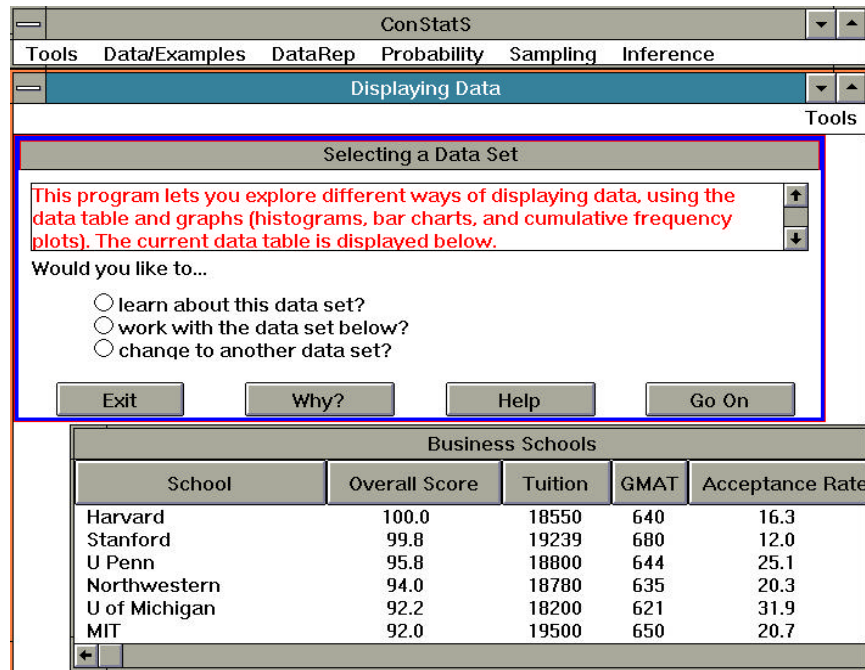 ConStatS
Tools Data/Examples DataRep Probability Sampling Inference
Displaying Data
Tools
Selecting a Data Set
This program lets you explore different ways of displaying data, using the
data table and graphs (histograms, bar charts, and cumulative frequency
plots). The current data table is displayed below.
Would you like to...
learn about this data set?
work with the data set below?
change to another data set?
Exit Why? Help Go On
Business Schools
School Overall Score Tuition GMAT Acceptance Rate
Harvard 100.0 18550 640 16.3
Stanford 99.8 19239 680 12.0
U Penn 95.8 18800 644 25.1
Northwestern 94.0 18780 635 20.3
U of Michigan 92.2 18200 621 31.9
MIT 92.0 19500 650 20.7